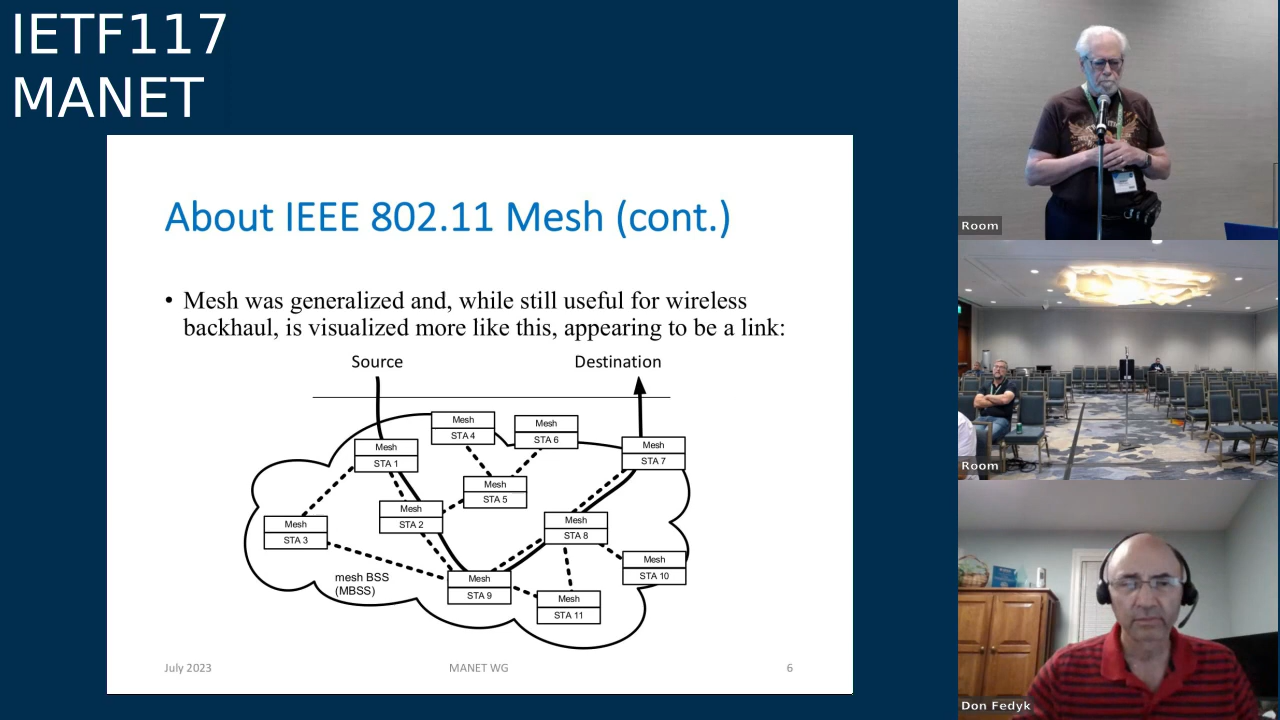 IETF117
MANET
About IEEE 802.11 Mesh (cont.)
• Mesh was generalized and, while still useful for wireless
backhaul, is visualized more like this, appearing to be a link:
Source
Destination
Mesh
STA 1
Mesh
STA 4
Mesh
STA 6
Mesh
STA 7
Mesh
STA 5
Mesh
STA 2
Mesh
STA 3
Mesh
STA 8
Mesh
STA 10
mesh BSS
(MBSS)
Mesh
STA 9
Mesh
STA 11
July 2023
MANET WG
6
Room
Room
Don Fedyk